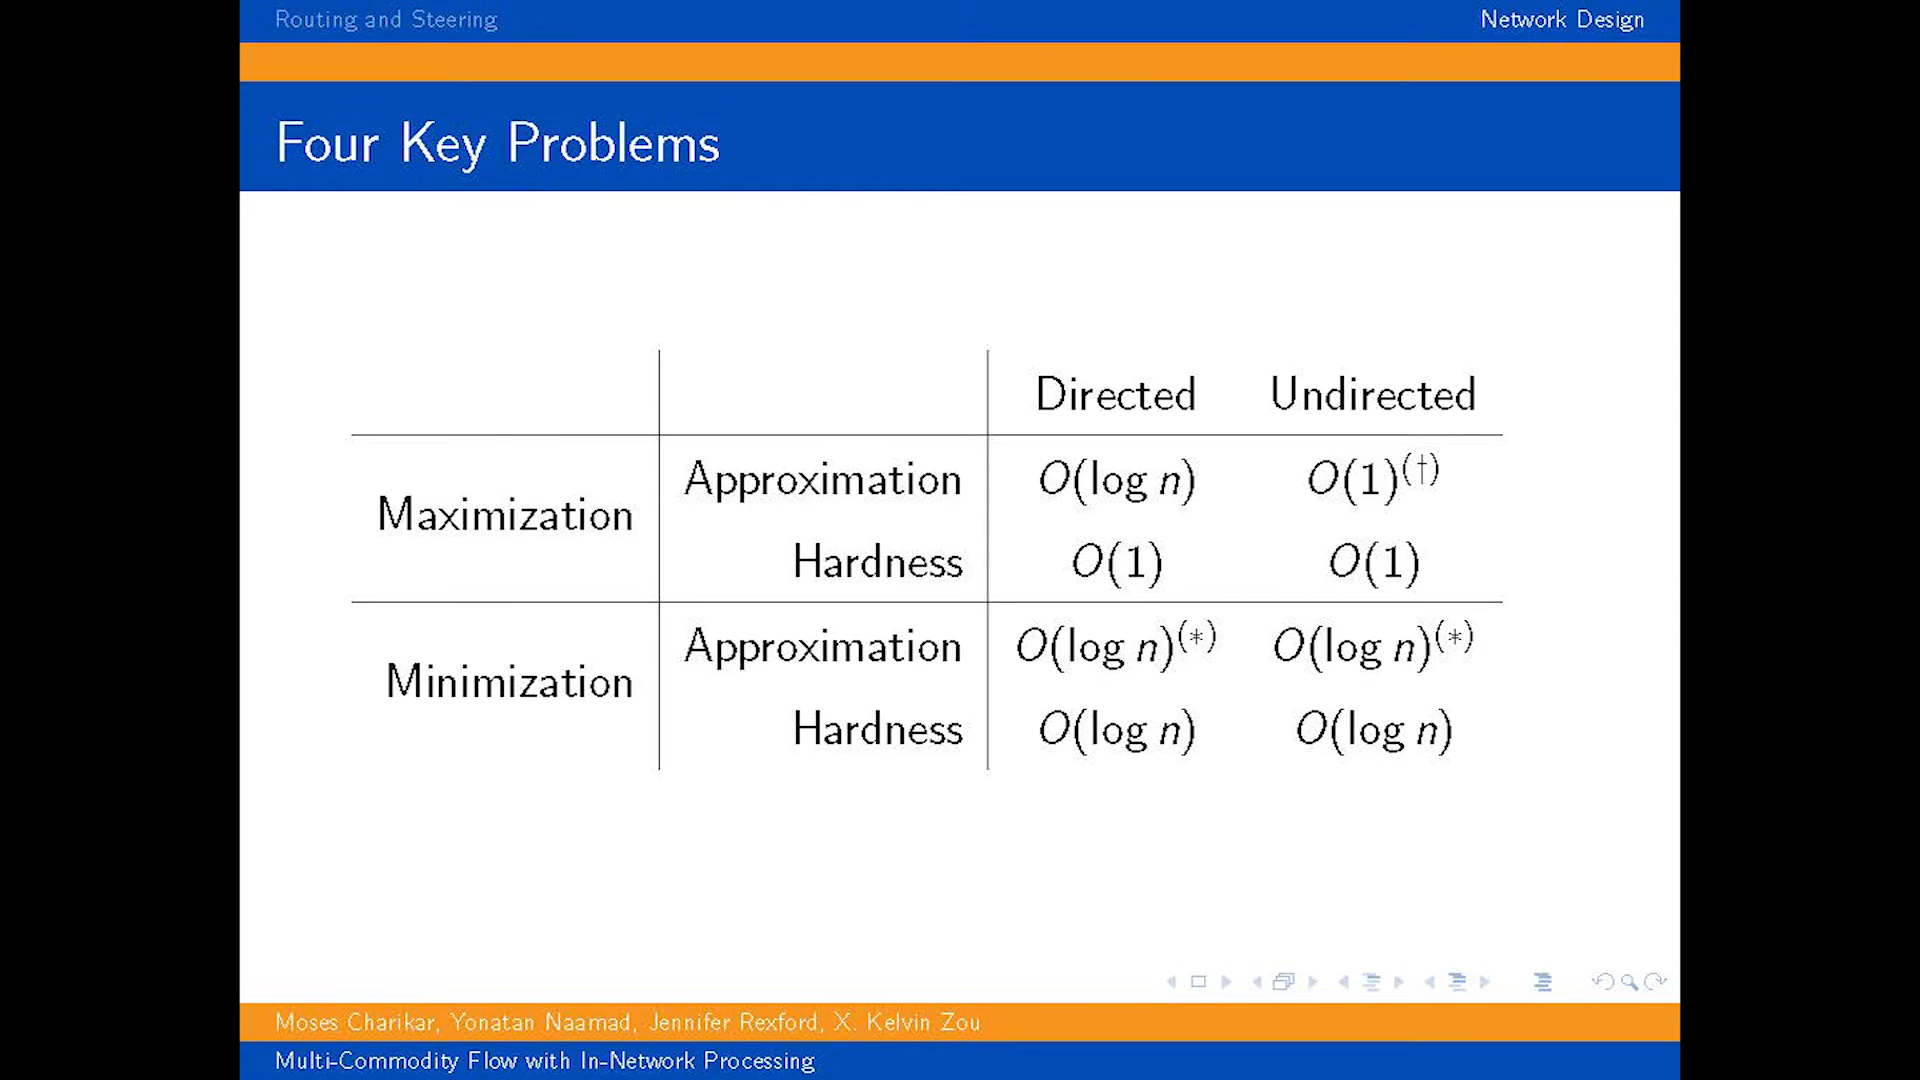 Routing and Steering
Network Design
Four Key Problems
Directed Undirected
Maximization
Approximation O(log n) O(1)(†)
Hardness O(1) O(1)
Minimization
Approximation O(log n)(*) O(log n)(*)
Hardness O(log n) O(log n)
Moses Charikar, Yonatan Naamad, Jennifer Rexford, X. Kelvin Zou
Multi-Commodity Flow with In-Network Processing